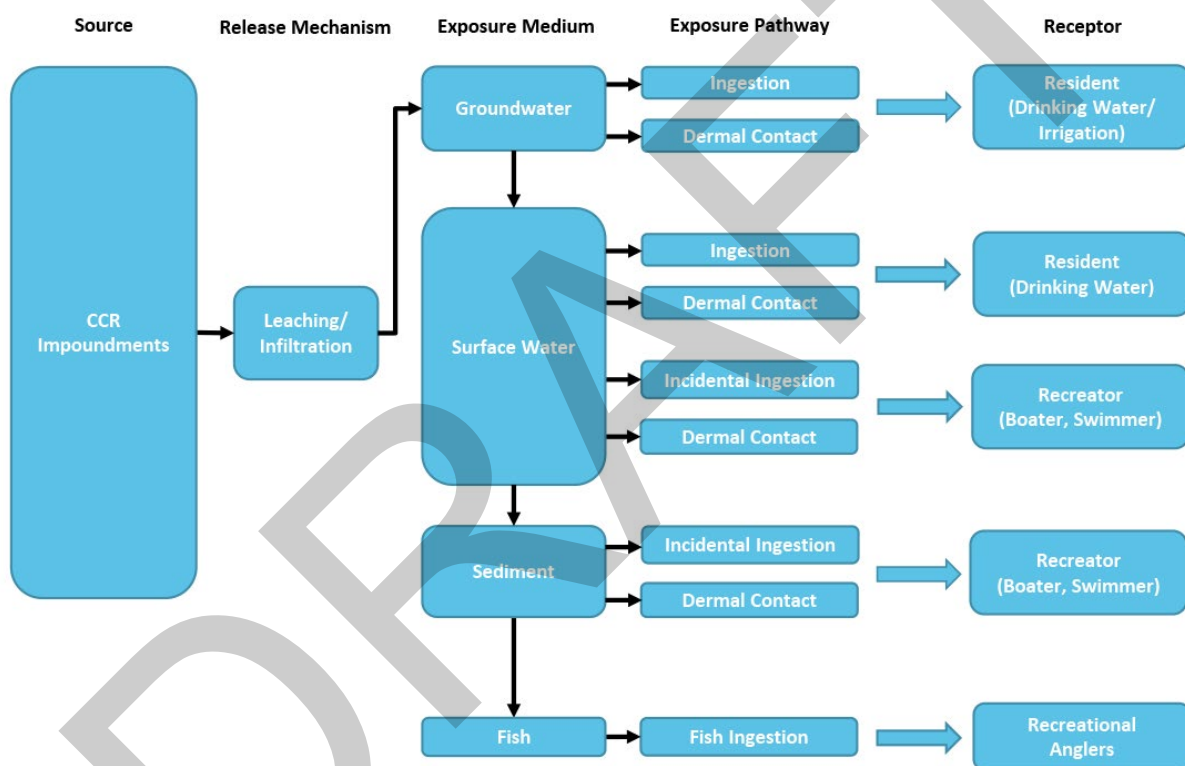 Source
Release Mechanism
Exposure Medium
Exposure Pathway
Receptor
CCR
Impoundments
Leaching/
Infiltration
Groundwater
Ingestion
Dermal Contact
Resident
(Drinking Water/
Irrigation)
Surface Water
Ingestion
Dermal Contact
Resident
(Drinking Water)
Incidental Ingestion
Dermal Contact
Recreator
(Boater, Swimmer)
Sediment
Incidental Ingestion
Dermal Contact
Recreator
(Boater, Swimmer)
Fish
Fish Ingestion
Recreational
Anglers
DRAFT